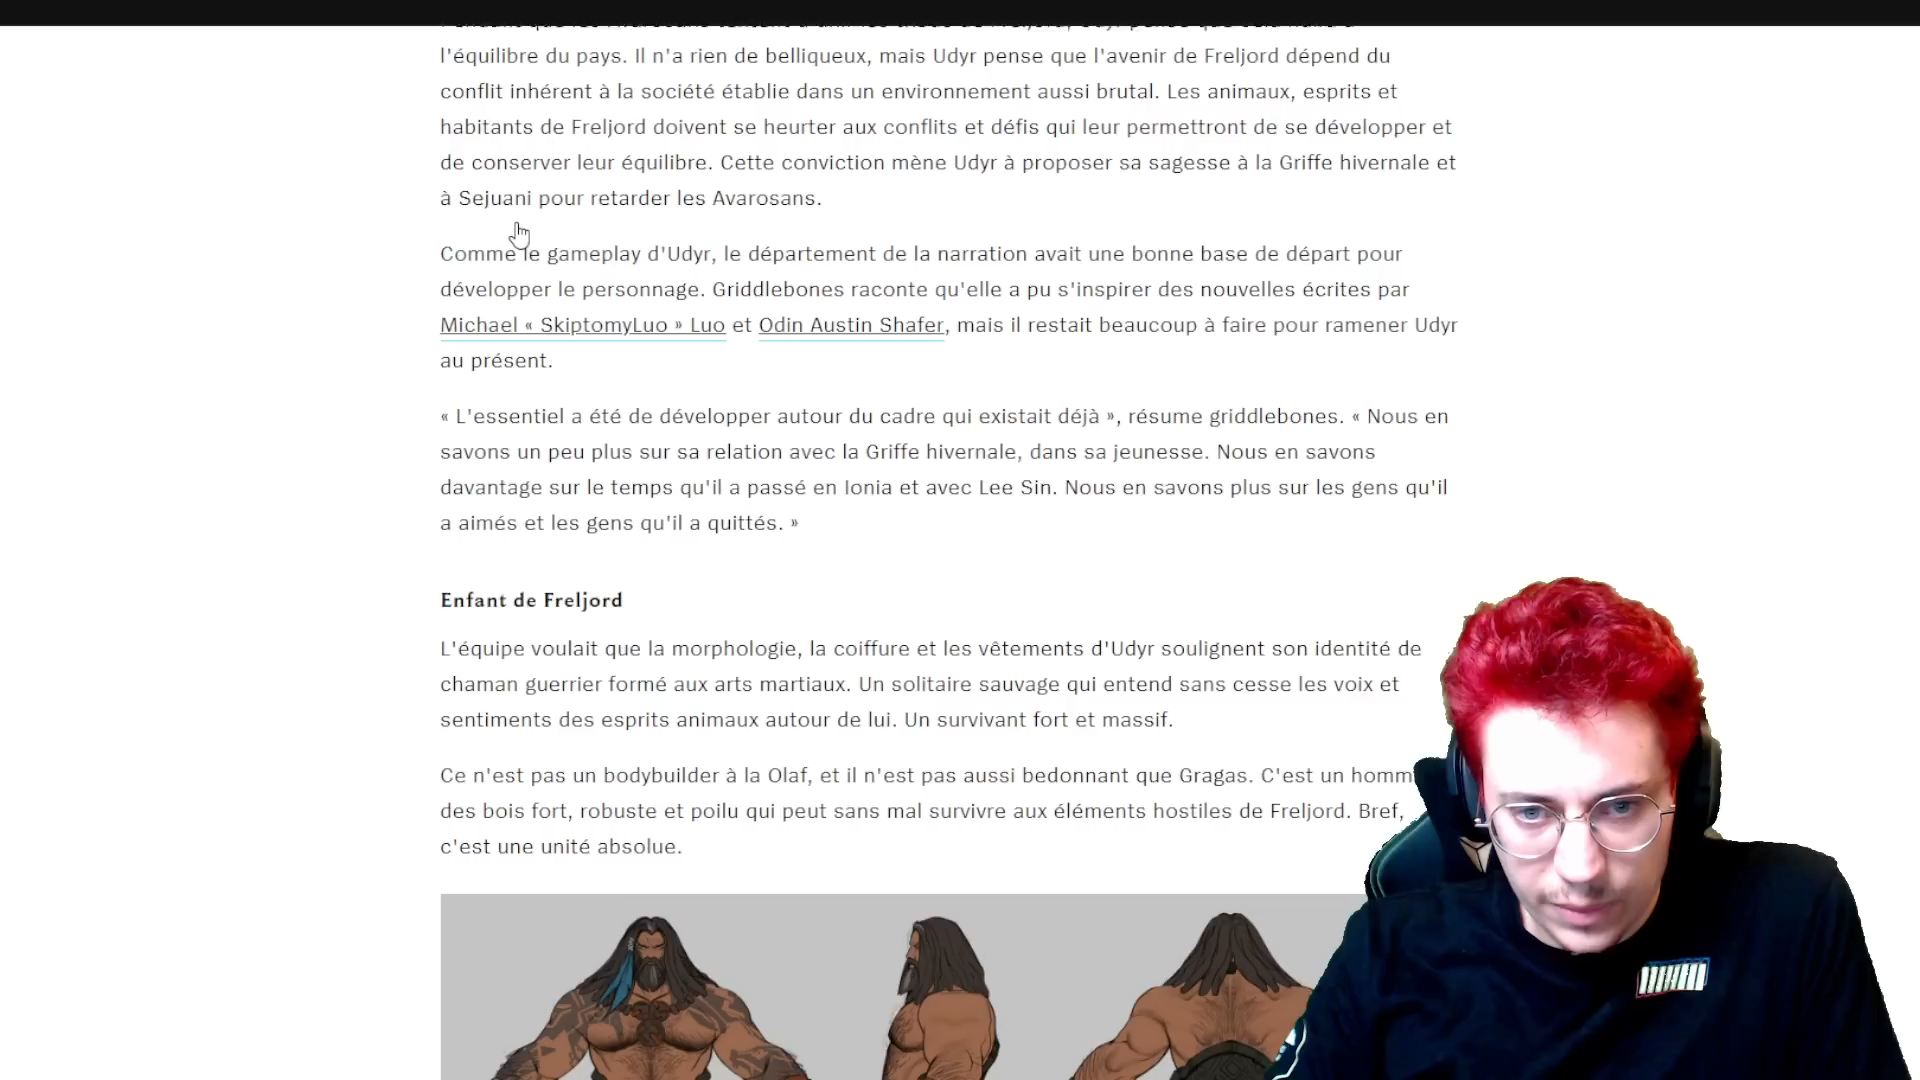 l'équilibre du pays. Il n'a rien de belliqueux, mais Udyr pense que l'avenir de Freljord dépend du
conflit inhérent à la société établie dans un environnement aussi brutal. Les animaux, esprits et
habitants de Freljord doivent se heurter aux conflits et défis qui leur permettront de se développer et
de conserver leur équilibre. Cette conviction mène Udyr à proposer sa sagesse à la Griffe hivernale et
à Sejuani pour retarder les Avarosans.
Comme le gameplay d'Udyr, le département de la narration avait une bonne base de départ pour
développer le personnage. Griddlebones raconte qu'elle a pu s'inspirer des nouvelles écrites par
Michael « SkiptomyLuo » Luo et Odin Austin Shafer, mais il restait beaucoup à faire pour ramener Udyr
au présent.
« L'essentiel a été de développer autour du cadre qui existait déjà », résume griddlebones. « Nous en
savons un peu plus sur sa relation avec la Griffe hivernale, dans sa jeunesse. Nous en savons
davantage sur le temps qu'il a passé en Ionia et avec Lee Sin. Nous en savons plus sur les gens qu'il
a aimés et les gens qu'il a quittés. »
Enfant de Freljord
L'équipe voulait que la morphologie, la coiffure et les vêtements d'Udyr soulignent son identité de
chaman guerrier formé aux arts martiaux. Un solitaire sauvage qui entend sans cesse les voix et
sentiments des esprits animaux autour de lui. Un survivant fort et massif.
Ce n'est pas un bodybuilder à la Olaf, et il n'est pas aussi bedonnant que Gragas. C'est un homm
des bois fort, robuste et poilu qui peut sans mal survivre aux éléments hostiles de Freljord. Bref,
c'est une unité absolue.